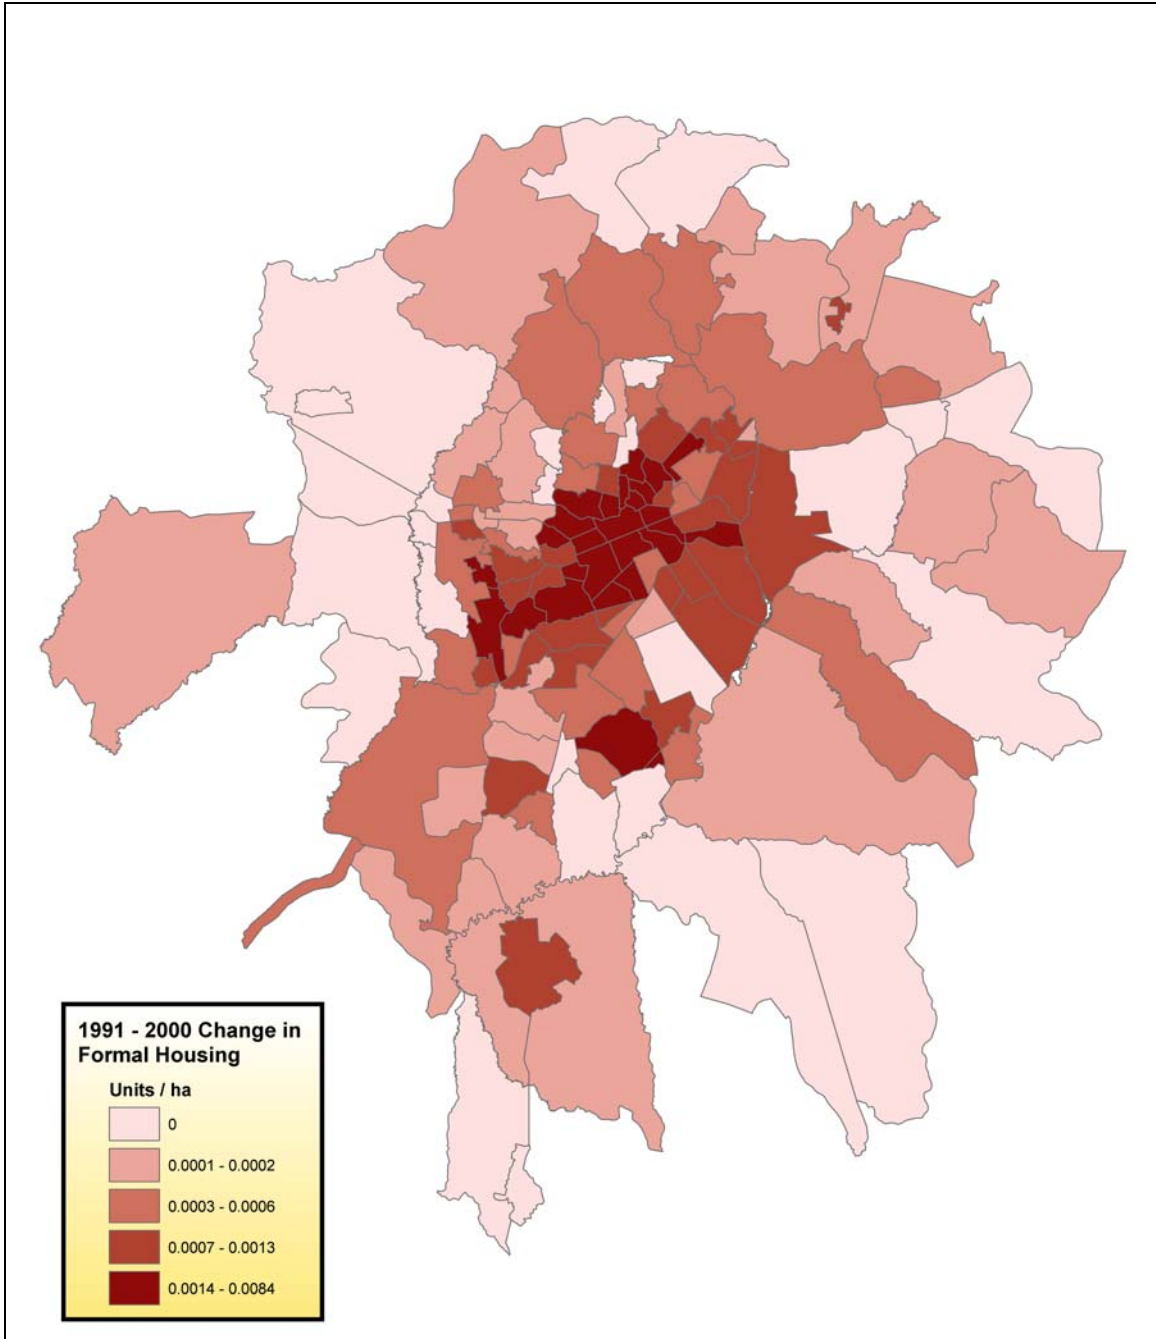 1991 - 2000 Change in
Formal Housing
Units / ha
0
0.0001 - 0.0002
0.0003 - 0.0006
0.0007 - 0.0013
0.0014 - 0.0084